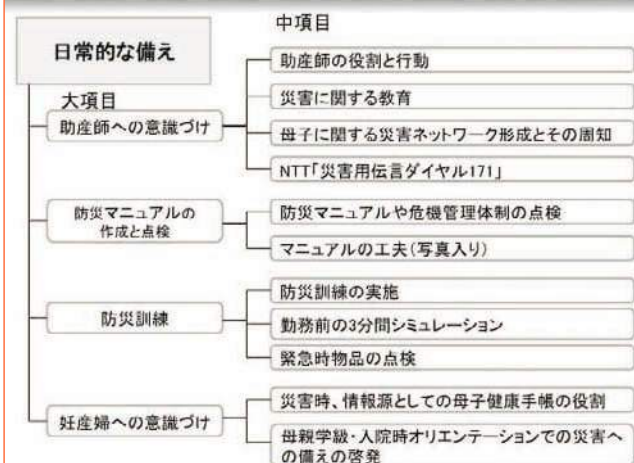 中項目
日常的な備え
大項目
助産師への意識づけ
助産師の役割と行動
災害に関する教育
母子に関する災害ネットワーク形成とその周知
NTT「災害用伝言ダイヤル171」
防災マニュアルの
作成と点検
防災マニュアルや危機管理体制の点検
マニュアルの工夫(写真入り)
防災訓練
防災訓練の実施
勤務前の3分間シミュレーション
緊急時物品の点検
妊産婦への意識づけ
災害時、情報源としての母子健康手帳の役割
母親学級・入院時オリエンテーションでの災害へ
の備えの啓発